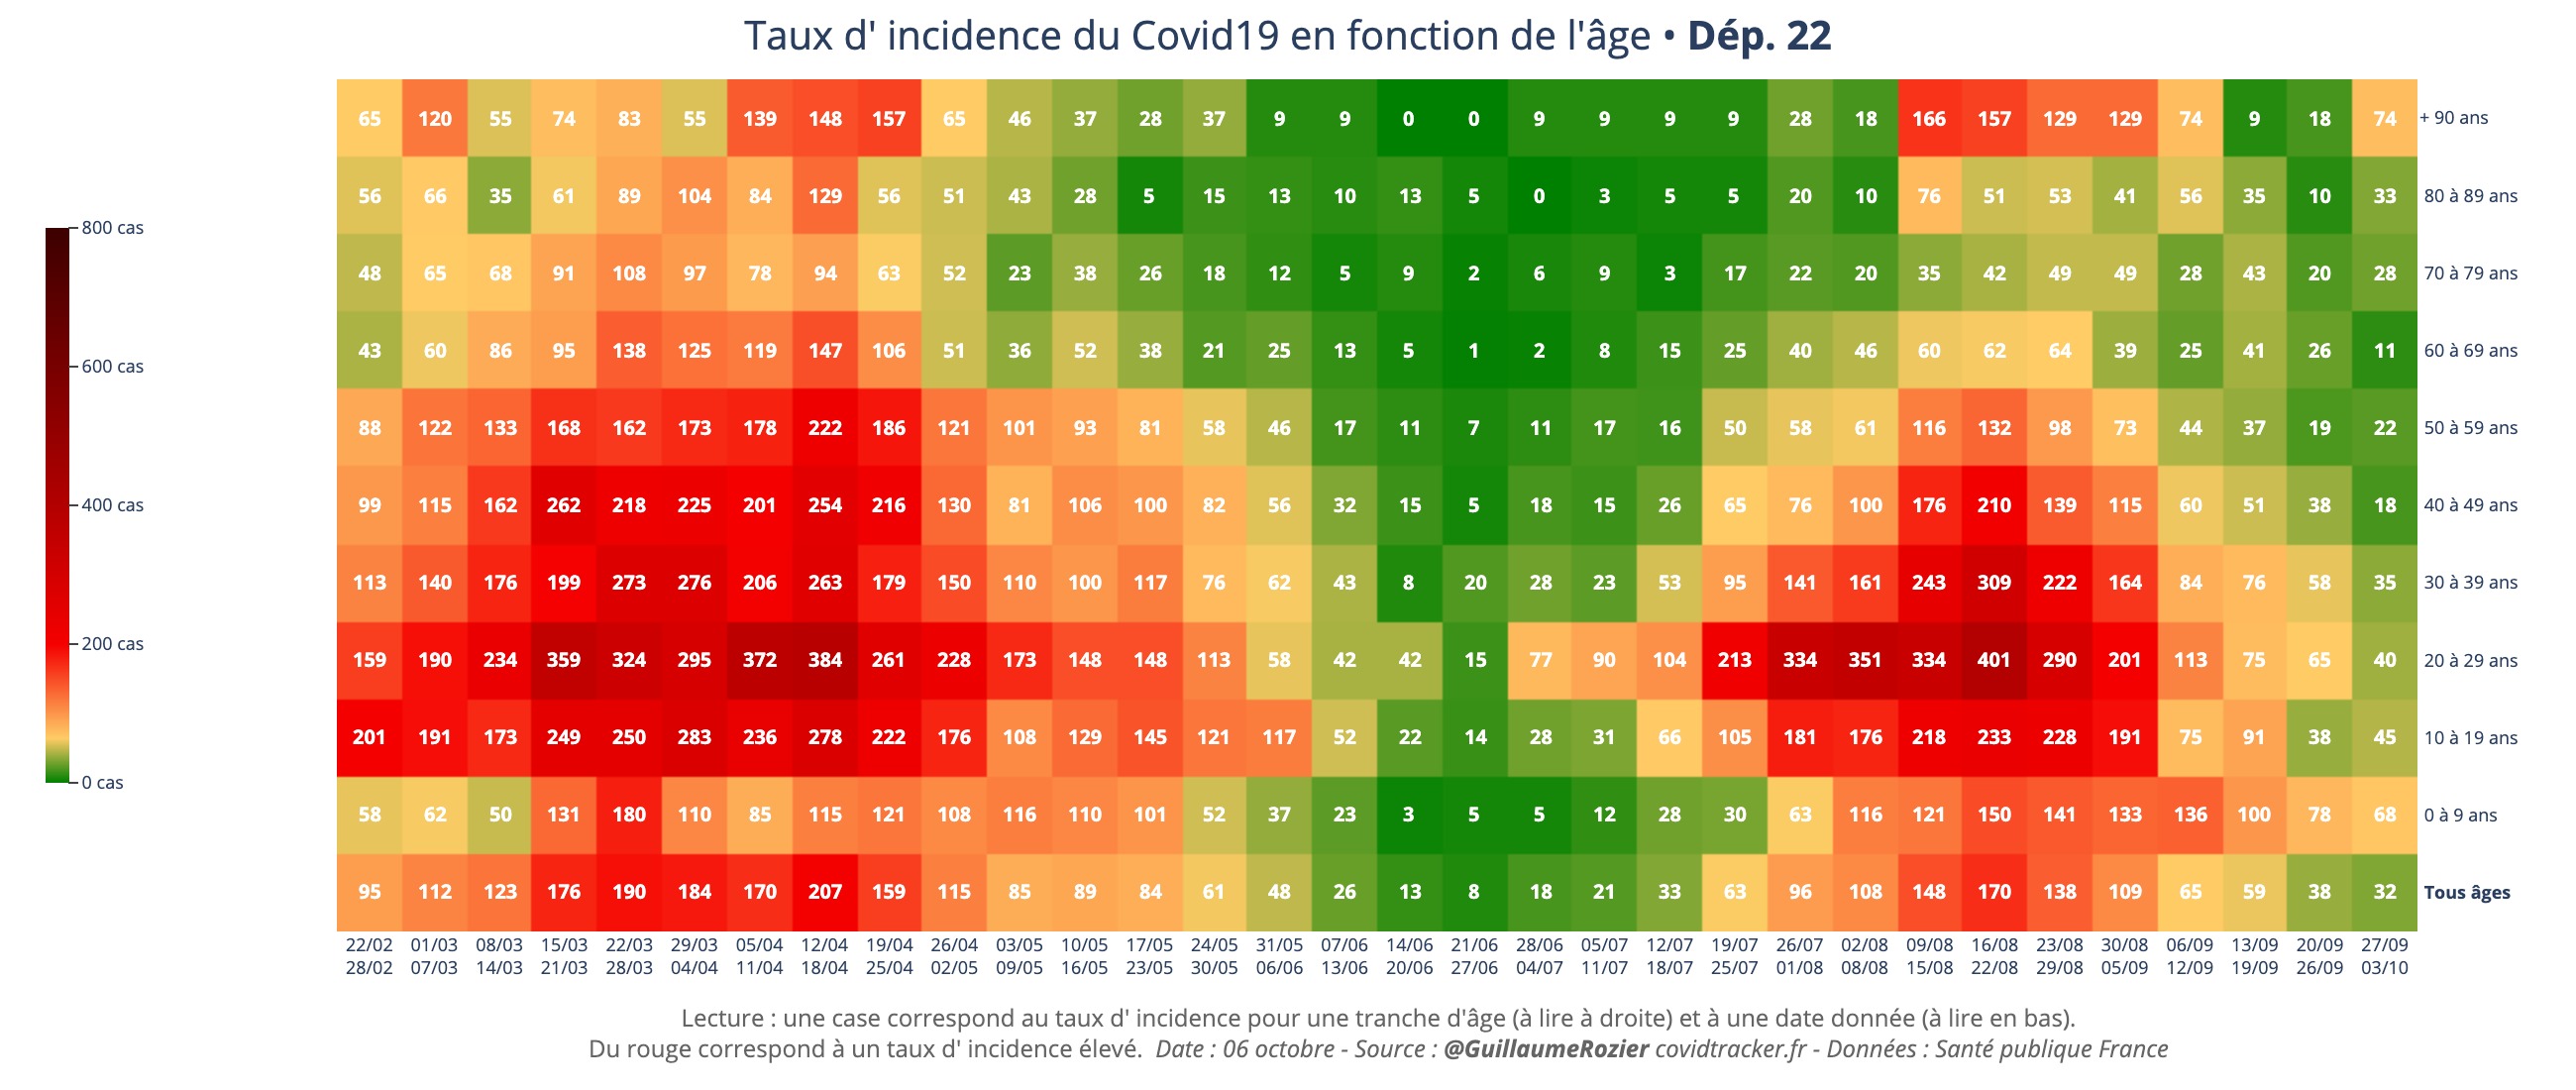 Taux d' incidence du Covid19 en fonction de l'âge • Dép. 22
65 120 55 74 83 55 139 148 157 65 46 37 28 37 9 9 0 0 9 9 9 9 28 18 166 157 129 129 74 9 18 74 + 90 ans
56 66 35 61 89 104 84 129 56 51 43 28 5 15 13 10 13 5 0 3 5 5 20 10 76 51 53 41 56 35 10 33 80 à 89 ans
800 cas
48 65 68 91 108 97 78 94 63 52 23 38 26 18 12 5 9 2 6 9 3 17 22 20 35 42 49 49 28 43 20 28 70 à 79 ans
43 60 86 95 138 125 119 147 106 51 36 52 38 21 25 13 5 1 2 8 15 25 40 46 60 62 64 39 25 41 26 11 60 à 69 ans
600 cas
88 122 133 168 162 173 178 222 186 121 101 93 81 58 46 17 11 7 11 17 16 50 58 61 116 132 98 73 44 37 19 22 50 à 59 ans
99 115 162 262 218 225 201 254 216 130 81 106 100 82 56 32 15 5 18 15 26 65 76 100 176 210 139 115 60 51 38 18 40 à 49 ans
400 cas
113 140 176 199 273 276 206 263 179 150 110 100 117 76 62 43 8 20 28 23 53 95 141 161 243 309 222 164 84 76 58 35 30 à 39 ans
200 cas
159 190 234 359 324 295 372 384 261 228 173 148 148 113 58 42 42 15 77 90 104 213 334 351 334 401 290 201 113 75 65 40 20 à 29 ans
201 191 173 249 250 283 236 278 222 176 108 129 145 121 117 52 22 14 28 31 66 105 181 176 218 233 228 191 75 91 38 45 10 à 19 ans
0 cas
58 62 50 131 180 110 85 115 121 108 116 110 101 52 37 23 3 5 5 12 28 30 63 116 121 150 141 133 136 100 78 68 0 à 9 ans
95 112 123 176 190 184 170 207 159 115 85 89 84 61 48 26 13 8 18 21 33 63 96 108 148 170 138 109 65 59 38 32 Tous âges
22/02 01/03 08/03 15/03 22/03 29/03 05/04 12/04 19/04 26/04 03/05 10/05 17/05 24/05 31/05 07/06 14/06 21/06 28/06 05/07 12/07 19/07 26/07 02/08 09/08 16/08 23/08 30/08 06/09 13/09 20/09 27/09
28/02 07/03 14/03 21/03 28/03 04/04 11/04 18/04 25/04 02/05 09/05 16/05 23/05 30/05 06/06 13/06 20/06 27/06 04/07 11/07 18/07 25/07 01/08 08/08 15/08 22/08 29/08 05/09 12/09 19/09 26/09 03/10
Lecture : une case correspond au taux d' incidence pour une tranche d'âge (à lire à droite) et à une date donnée (à lire en bas).
Du rouge correspond à un taux d' incidence élevé. Date : 06 octobre - Source : @GuillaumeRozier covidtracker.fr - Données : Santé publique France